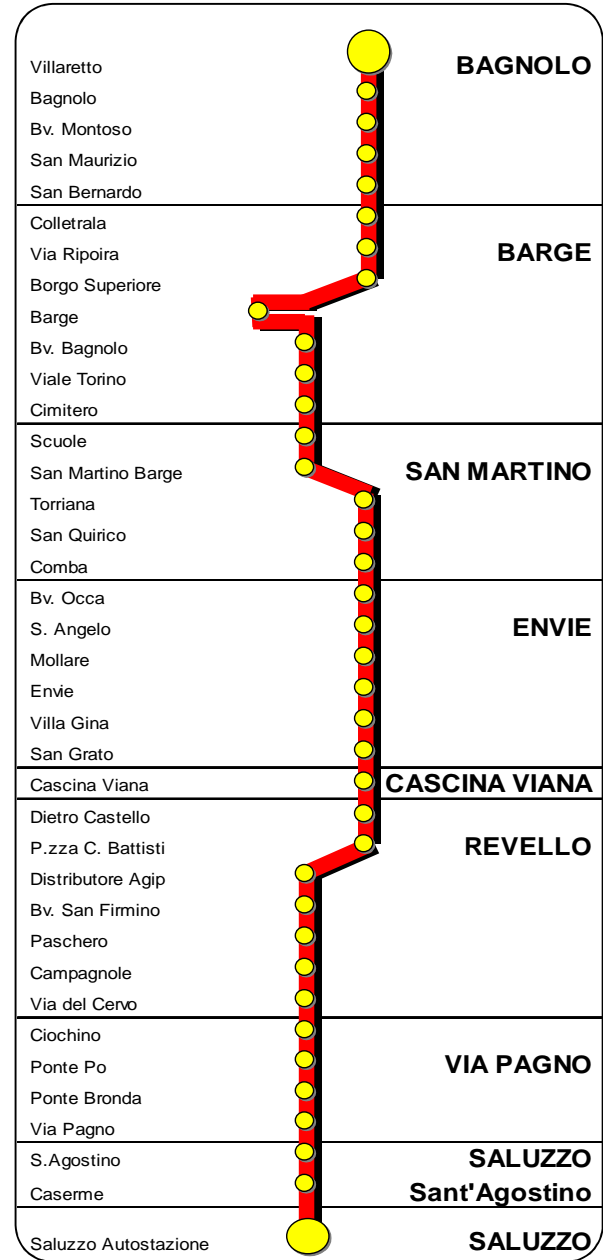 Villaretto
BAGNOLO
Bagnolo
Bv. Montoso
San Maurizio
San Bernardo
Colletrala
Via Ripoira
BARGE
Borgo Superiore
Barge
Bv. Bagnolo
Viale Torino
Cimitero
Scuole
San Martino Barge
SAN MARTINO
Torriana
San Quirico
Comba
Bv. Occa
S. Angelo
ENVIE
Mollare
Envie
Villa Gina
San Grato
Cascina Viana
CASCINA VIANA
Dietro Castello
P.zza C. Battisti
REVELLO
Distributore Agip
Bv. San Firmino
Paschero
Campagnole
Via del Cervo
Ciochino
Ponte Po
VIA PAGNO
Ponte Bronda
Via Pagno
S.Agostino
SALUZZO
Caserme
Sant'Agostino
Saluzzo Autostazione
SALUZZO